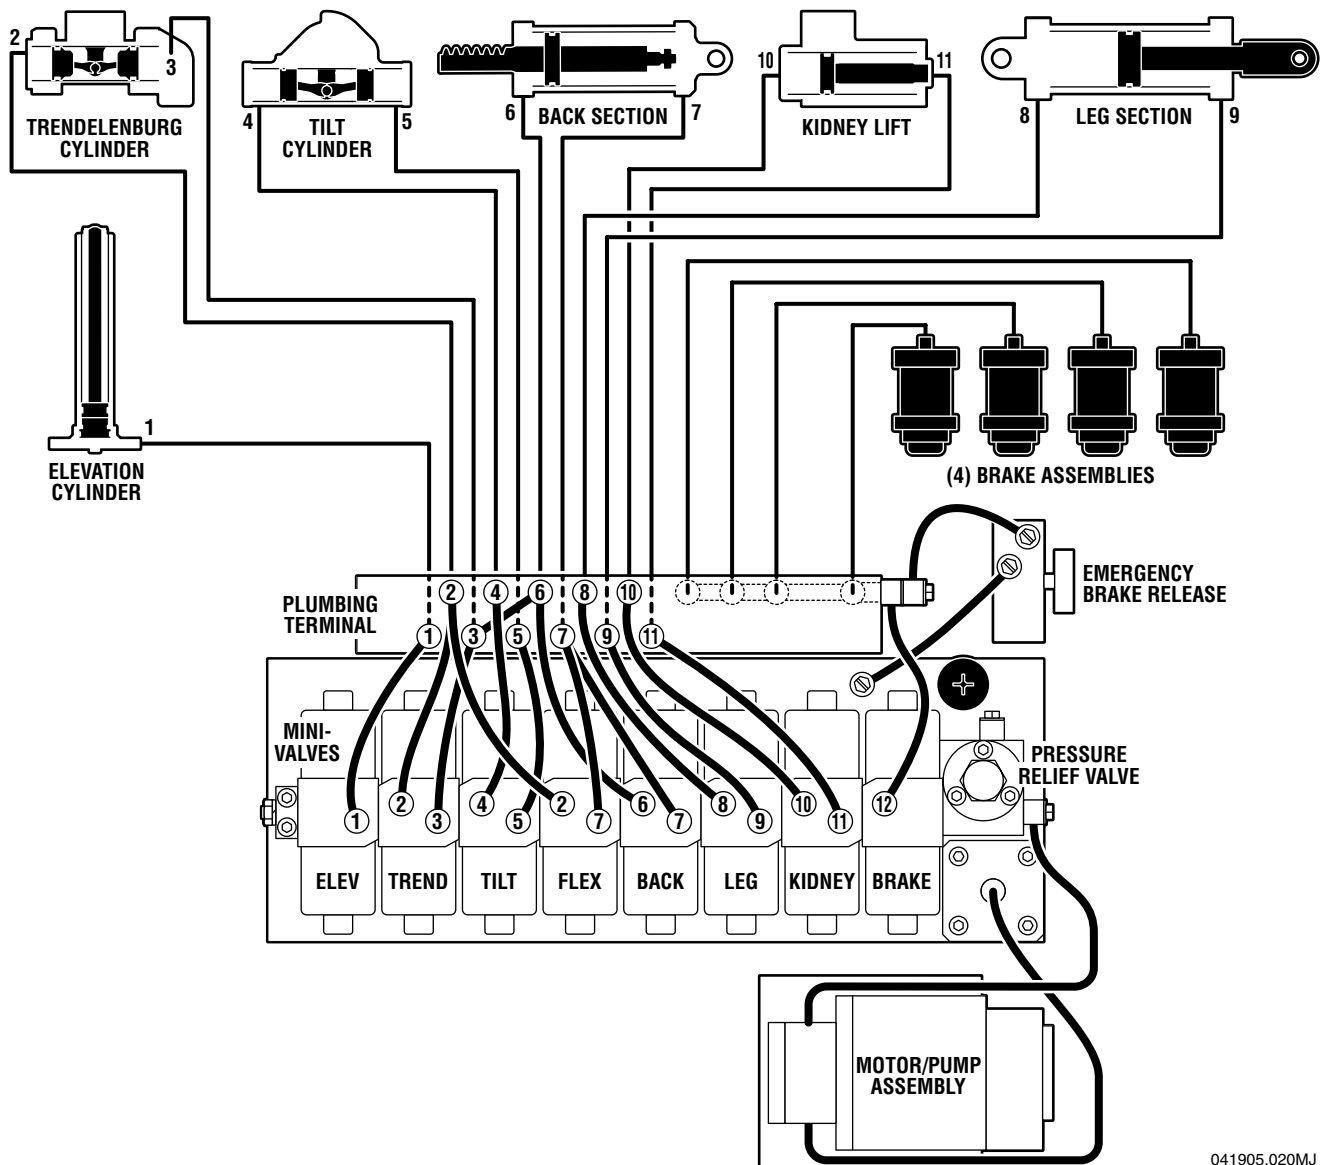 2
3
TRENDELENBURG
CYLINDER
4
5
TILT
CYLINDER
6
7
BACK SECTION
10
11
KIDNEY LIFT
8
9
LEG SECTION
1
ELEVATION
CYLINDER
(4) BRAKE ASSEMBLIES
EMERGENCY
BRAKE RELEASE
PLUMBING
TERMINAL
2 4 6 8 10
1 3 5 7 9 11
MINI-
VALVES
PRESSURE
RELIEF VALVE
2 4 2 6 8 10 12
1 3 5 7 7 9 11
ELEV TREND TILT FLEX BACK LEG KIDNEY BRAKE
MOTOR/PUMP
ASSEMBLY
041905.020MJ